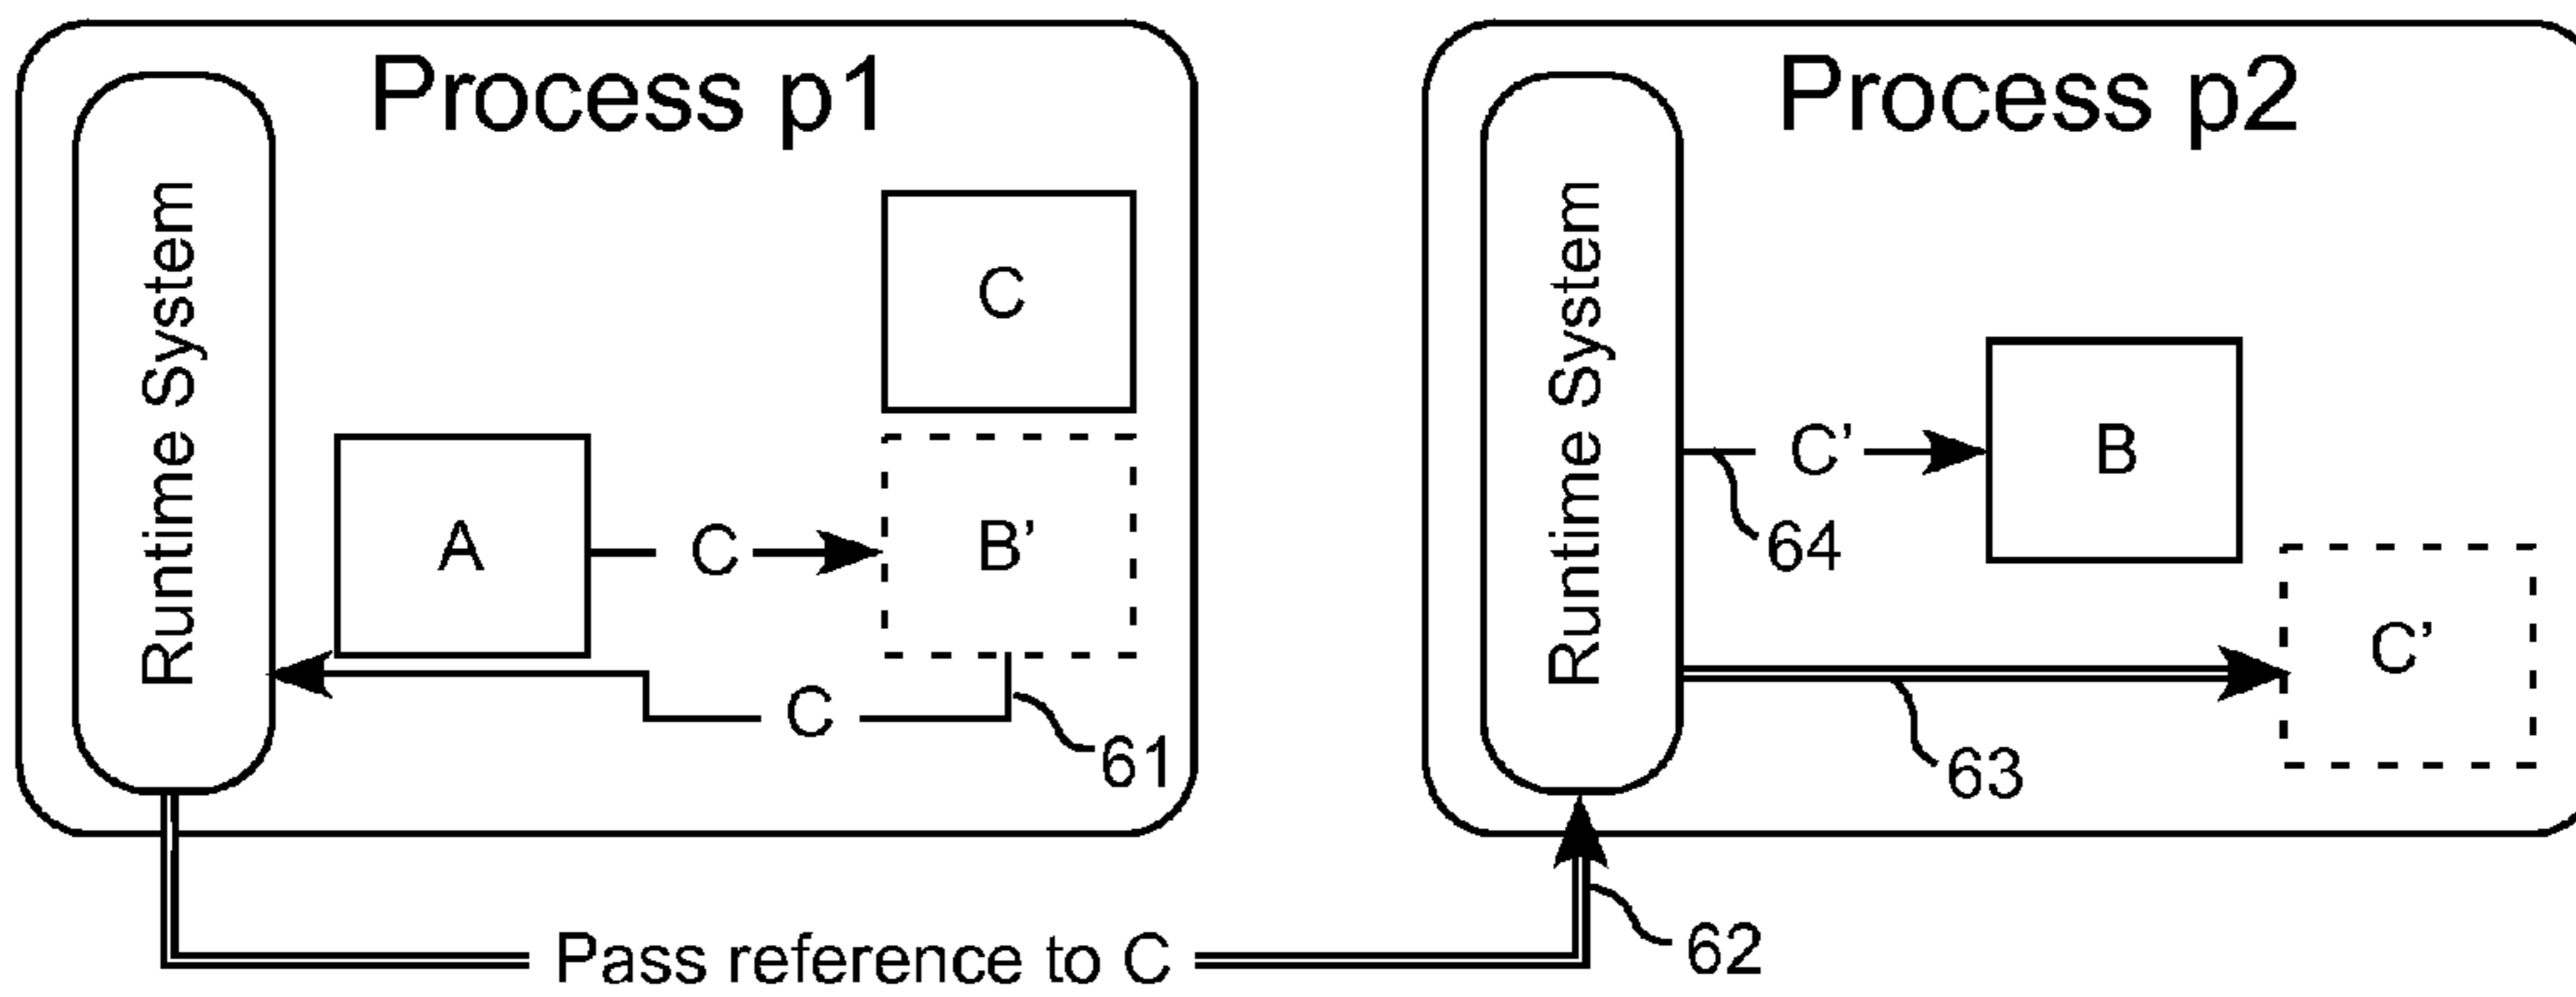 Process p1
Runtime System
C
A
C
B'
C
61
Process p2
Runtime System
C'
B
64
C'
63
Pass reference to C
62